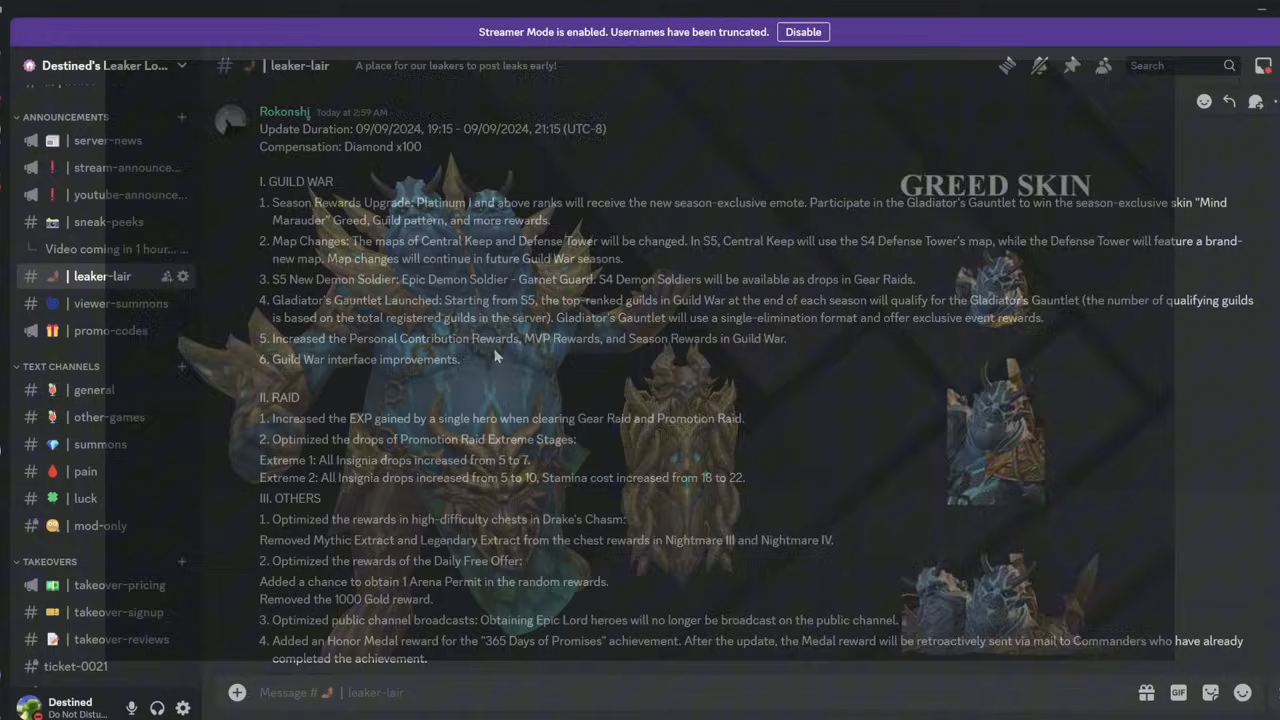 Streamer Mode is enabled. Usernames have been truncated.
Disable
Destined's Leaker Lo...
| leaker-lair
A place for our leakers to post leaks early!
Search
ANNOUNCEMENTS
| server-news
| stream-announce...
| youtube-announce...
| sneak-peeks
Video coming in 1 hour...
| leaker-lair
| viewer-summons
| promo-codes
TEXT CHANNELS
| general
| other-games
| summons
| pain
| luck
| mod-only
TAKEOVERS
| takeover-pricing
| takeover-signup
| takeover-reviews
ticket-0021
Destined
Do Not Distu...
Rokonshi Today at 2:59 AM
Update Duration: 09/09/2024, 19:15 - 09/09/2024, 21:15 (UTC-8)
Compensation: Diamond x100
I. GUILD WAR
1. Season Rewards Upgrade: Platinum I and above ranks will receive the new season-exclusive emote. Participate in the Gladiator's Gauntlet to win the season-exclusive skin "Mind
Marauder" Greed, Guild pattern, and more rewards.
2. Map Changes: The maps of Central Keep and Defense Tower will be changed. In S5, Central Keep will use the S4 Defense Tower's map, while the Defense Tower will feature a brand-
new map. Map changes will continue in future Guild War seasons.
3. S5 New Demon Soldier: Epic Demon Soldier - Garnet Guard. S4 Demon Soldiers will be available as drops in Gear Raids.
4. Gladiator's Gauntlet Launched: Starting from S5, the top-ranked guilds in Guild War at the end of each season will qualify for the Gladiator's Gauntlet (the number of qualifying guilds
is based on the total registered guilds in the server). Gladiator's Gauntlet will use a single-elimination format and offer exclusive event rewards.
5. Increased the Personal Contribution Rewards, MVP Rewards, and Season Rewards in Guild War.
6. Guild War interface improvements.
II. RAID
1. Increased the EXP gained by a single hero when clearing Gear Raid and Promotion Raid.
2. Optimized the drops of Promotion Raid Extreme Stages:
Extreme 1: All Insignia drops increased from 5 to 7.
Extreme 2: All Insignia drops increased from 5 to 10, Stamina cost increased from 18 to 22.
III. OTHERS
1. Optimized the rewards in high-difficulty chests in Drake's Chasm:
Removed Mythic Extract and Legendary Extract from the chest rewards in Nightmare III and Nightmare IV.
2. Optimized the rewards of the Daily Free Offer:
Added a chance to obtain 1 Arena Permit in the random rewards.
Removed the 1000 Gold reward.
3. Optimized public channel broadcasts: Obtaining Epic Lord heroes will no longer be broadcast on the public channel.
4. Added an Honor Medal reward for the "365 Days of Promises" achievement. After the update, the Medal reward will be retroactively sent via mail to Commanders who have already
completed the achievement.
Message # | leaker-lair
GIF
GREED SKIN